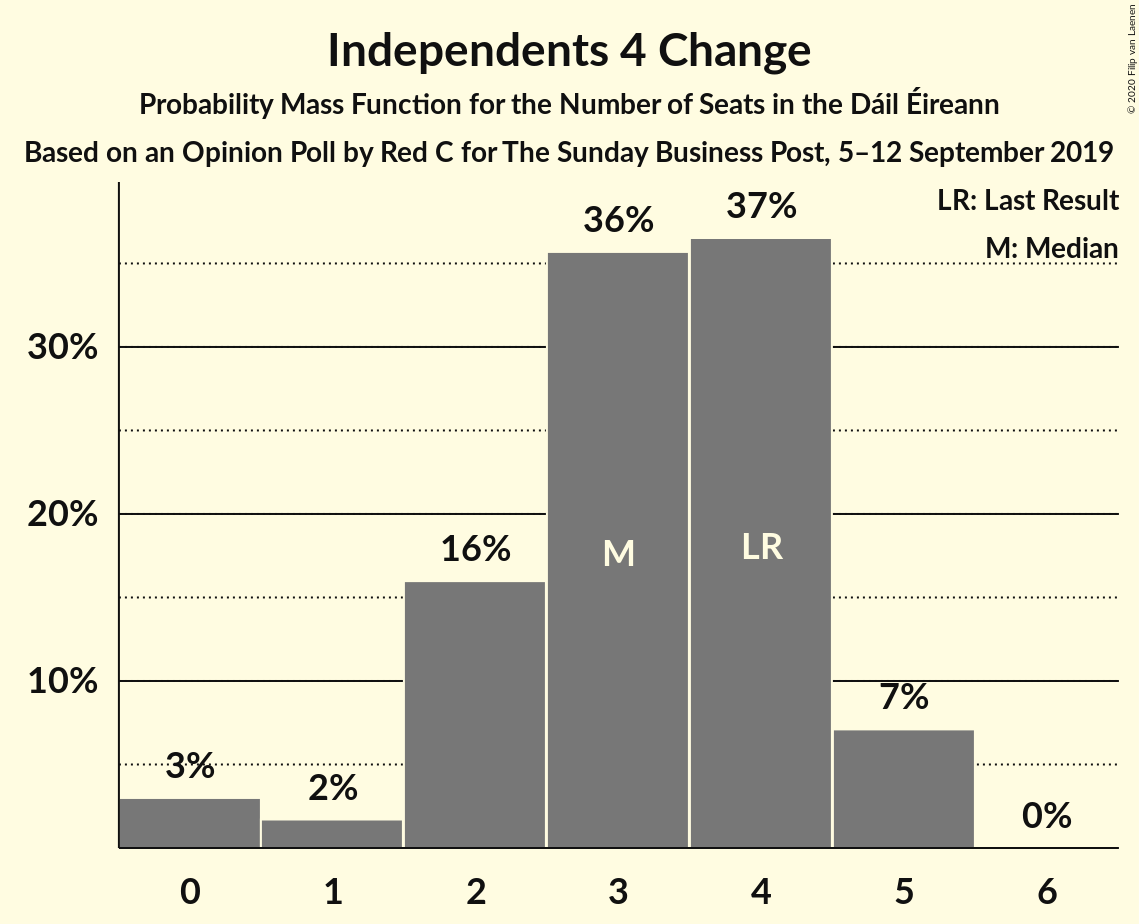 Independents 4 Change
Probability Mass Function for the Number of Seats in the Dáil Éireann
Based on an Opinion Poll by Red C for The Sunday Business Post, 5–12 September 2019
© 2020 Filip van Laenen
LR: Last Result
M: Median
36%
37%
30%
20%
16%
M
LR
10%
7%
3%
2%
0%
0
1
2
3
4
5
6